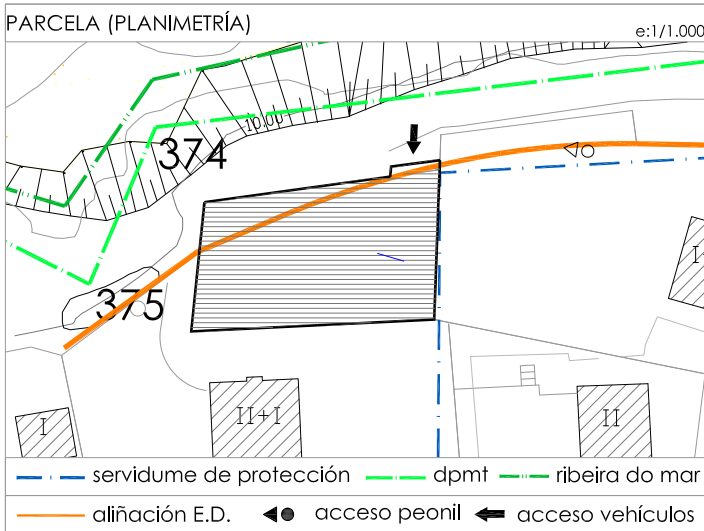 PARCELA (PLANIMETRÍA)
e:1/1.000
10.00
374
375
I
II+I
II
servidume de protección
dpmt
ribeira do mar
aliñación E.D.
acceso peonil
acceso vehículos